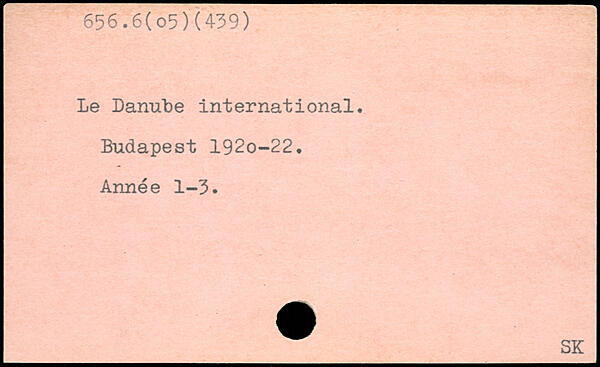 656.6(o5)(439)
Le Danube international.
Budapest 192o-22.
Année 1-3.
SK